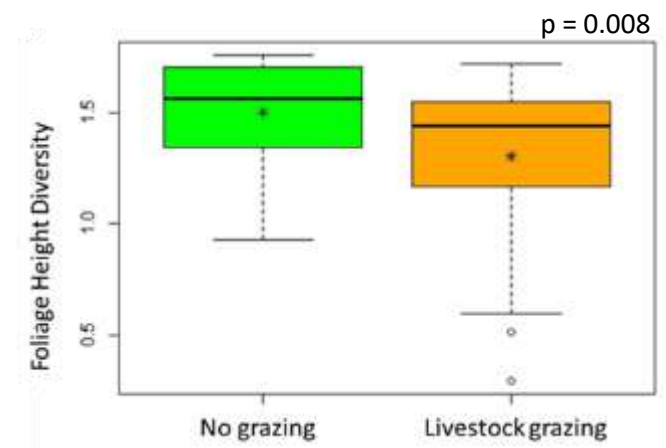 p = 0.008
Foliage Height Diversity
1.5
1.0
0.5
No grazing
Livestock grazing